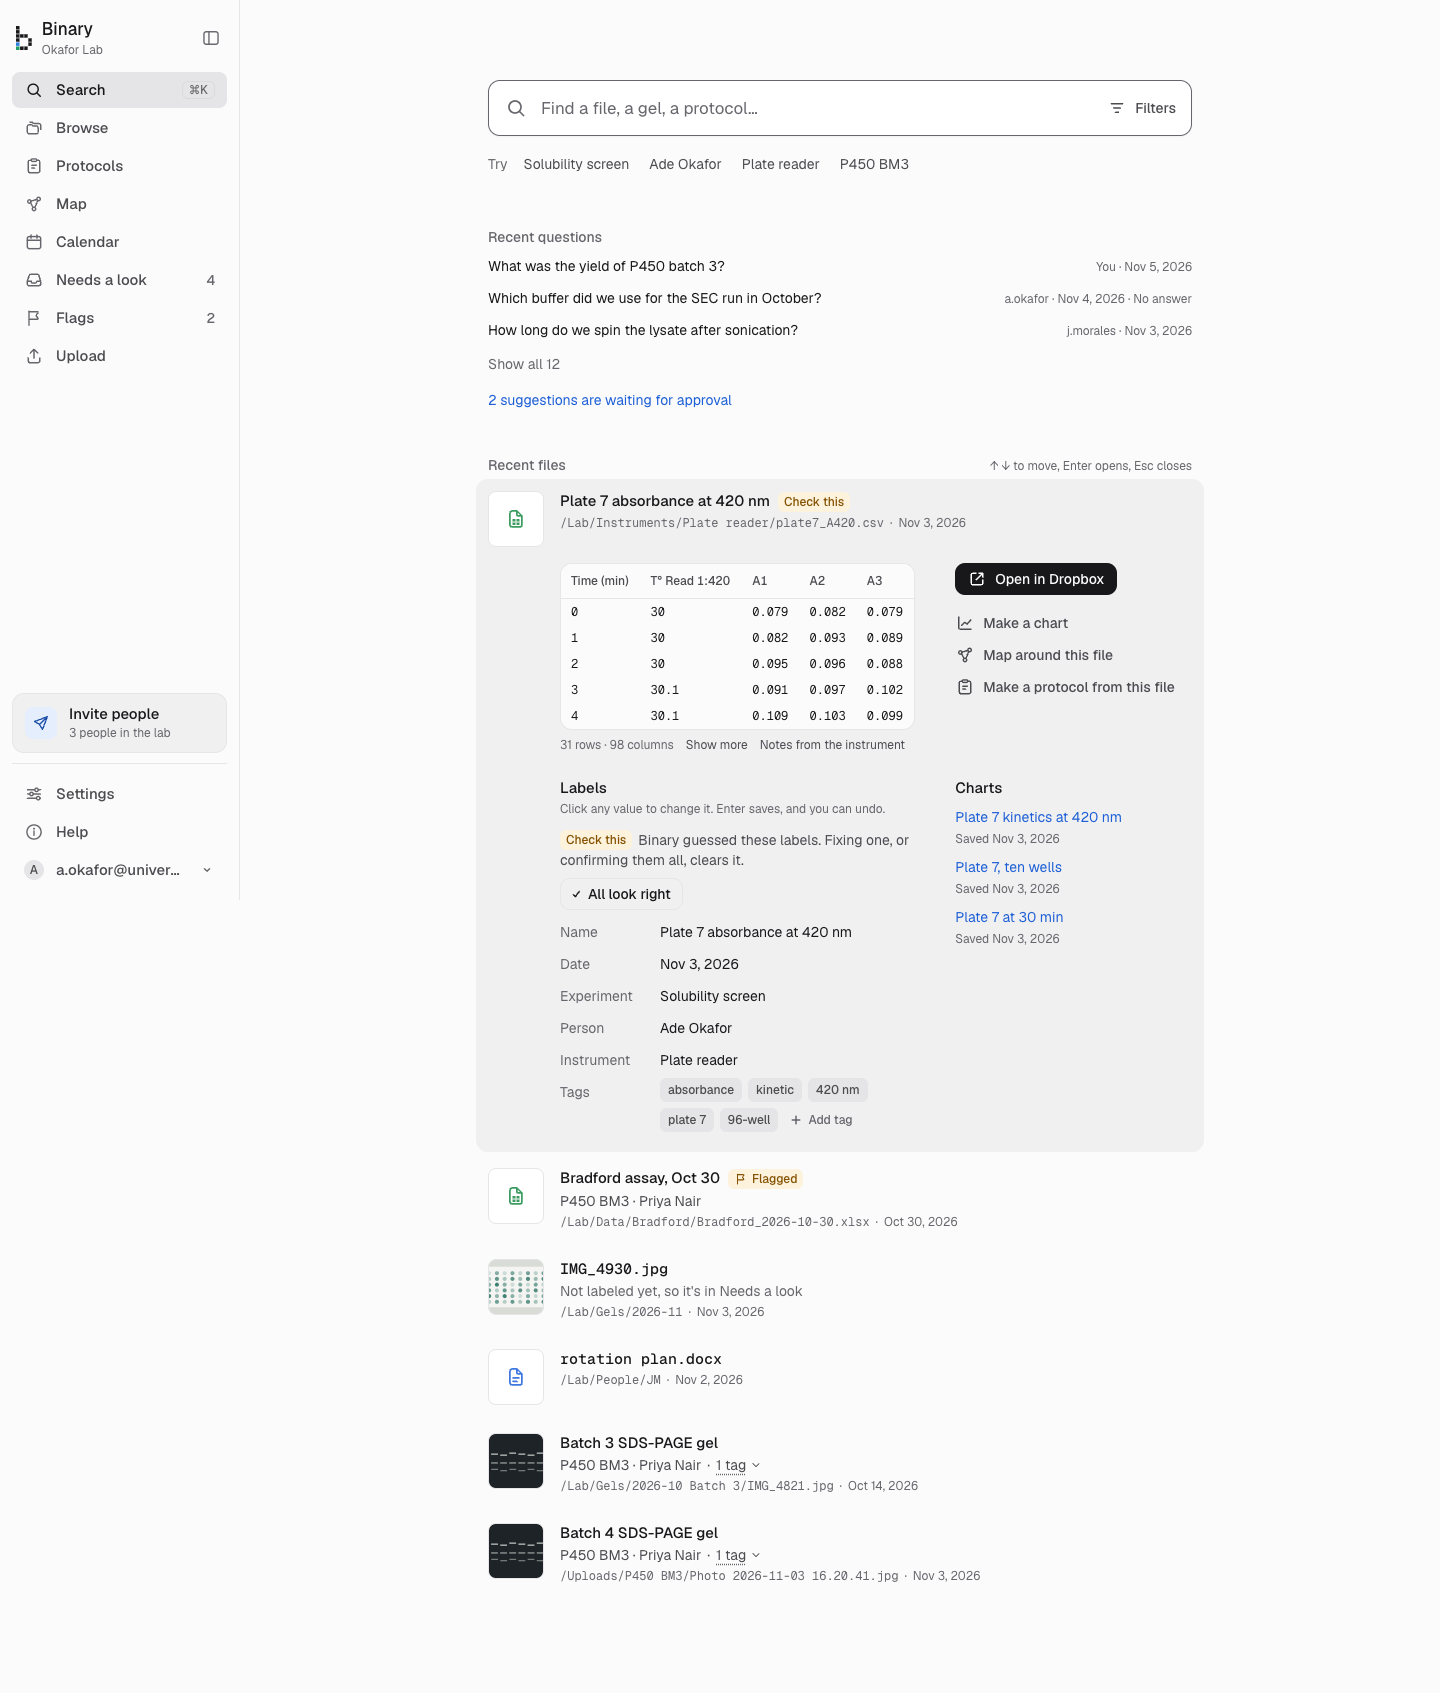 Binary
Okafor Lab
Search ⌘K
Browse
Protocols
Map
Calendar
Needs a look 4
Flags 2
Upload
Invite people
3 people in the lab
Settings
Help
A a.okafor@univer...
Find a file, a gel, a protocol... Filters
Try Solubility screen Ade Okafor Plate reader P450 BM3
Recent questions
What was the yield of P450 batch 3? You · Nov 5, 2026
Which buffer did we use for the SEC run in October? a.okafor · Nov 4, 2026 · No answer
How long do we spin the lysate after sonication? j.morales · Nov 3, 2026
Show all 12
2 suggestions are waiting for approval
Recent files ↑↓ to move, Enter opens, Esc closes
Plate 7 absorbance at 420 nm Check this
/Lab/Instruments/Plate reader/plate7_A420.csv · Nov 3, 2026
Time (min) T° Read 1:420 A1 A2 A3
0 30 0.079 0.082 0.079
1 30 0.082 0.093 0.089
2 30 0.095 0.096 0.088
3 30.1 0.091 0.097 0.102
4 30.1 0.109 0.103 0.099
31 rows · 98 columns Show more Notes from the instrument
Open in Dropbox
Make a chart
Map around this file
Make a protocol from this file
Labels
Click any value to change it. Enter saves, and you can undo.
Check this Binary guessed these labels. Fixing one, or
confirming them all, clears it.
All look right
Name Plate 7 absorbance at 420 nm
Date Nov 3, 2026
Experiment Solubility screen
Person Ade Okafor
Instrument Plate reader
Tags absorbance kinetic 420 nm
plate 7 96-well + Add tag
Charts
Plate 7 kinetics at 420 nm
Saved Nov 3, 2026
Plate 7, ten wells
Saved Nov 3, 2026
Plate 7 at 30 min
Saved Nov 3, 2026
Bradford assay, Oct 30 Flagged
P450 BM3 · Priya Nair
/Lab/Data/Bradford/Bradford_2026-10-30.xlsx · Oct 30, 2026
IMG_4930.jpg
Not labeled yet, so it's in Needs a look
/Lab/Gels/2026-11 · Nov 3, 2026
rotation plan.docx
/Lab/People/JM · Nov 2, 2026
Batch 3 SDS-PAGE gel
P450 BM3 · Priya Nair · 1 tag
/Lab/Gels/2026-10 Batch 3/IMG_4821.jpg · Oct 14, 2026
Batch 4 SDS-PAGE gel
P450 BM3 · Priya Nair · 1 tag
/Uploads/P450 BM3/Photo 2026-11-03 16.20.41.jpg · Nov 3, 2026